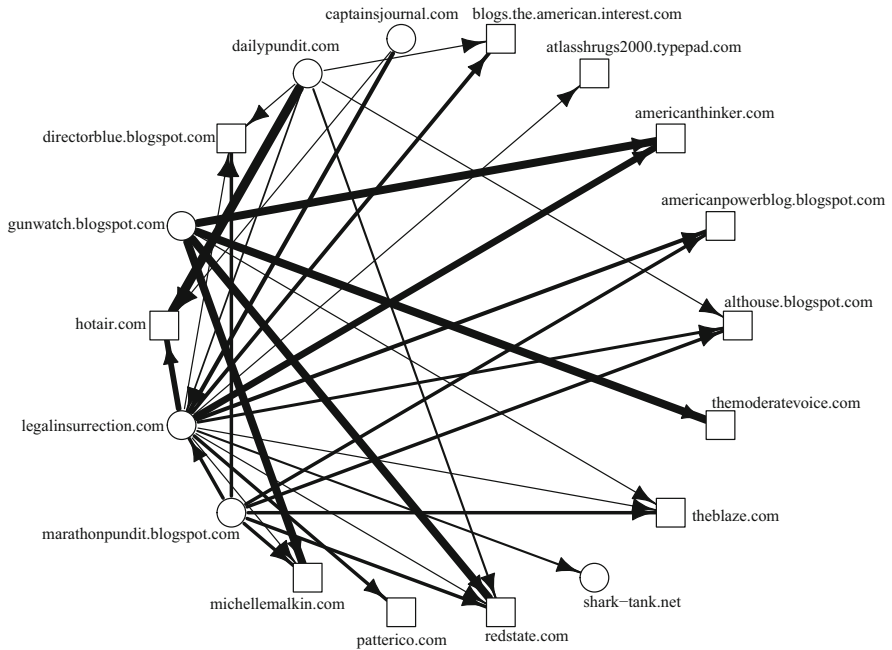 captainsjournal.com
blogs.the.american.interest.com
dailypundit.com
atlasshrugs2000.typepad.com
americanthinker.com
directorblue.blogspot.com
americanpowerblog.blogspot.com
gunwatch.blogspot.com
althouse.blogspot.com
hotair.com
themoderatevoice.com
legalinsurrection.com
theblaze.com
marathonpundit.blogspot.com
michellemalkin.com
shark−tank.net
patterico.com
redstate.com